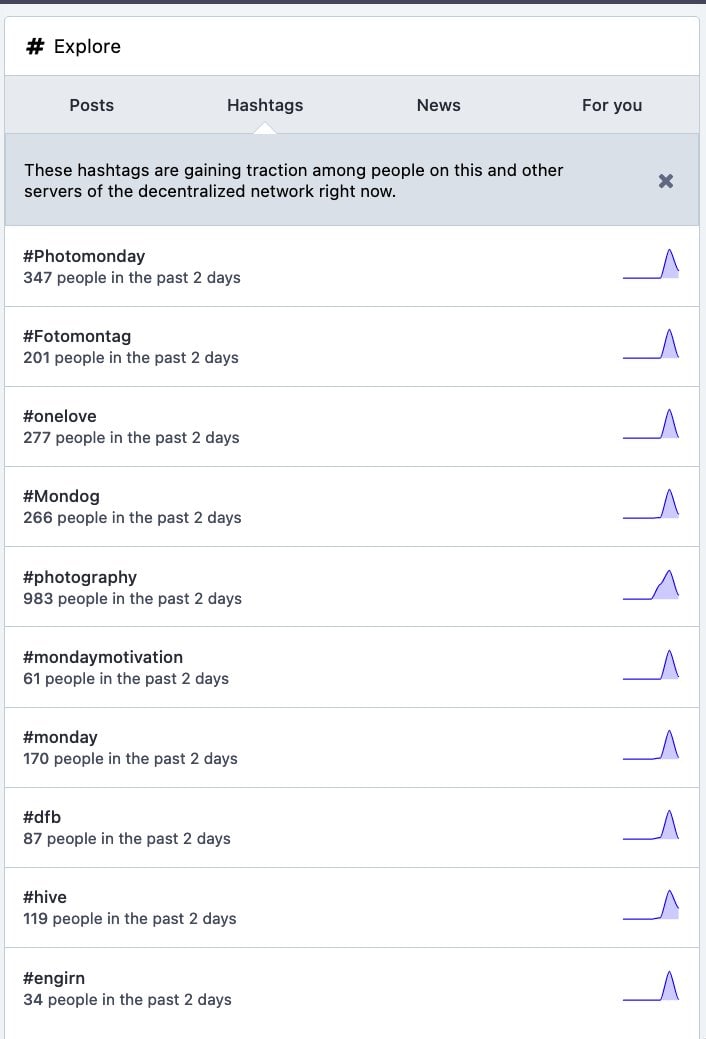 # Explore
Posts Hashtags News For you
These hashtags are gaining traction among people on this and other
servers of the decentralized network right now.
#Photomonday
347 people in the past 2 days
#Fotomontag
201 people in the past 2 days
#onelove
277 people in the past 2 days
#Mondog
266 people in the past 2 days
#photography
983 people in the past 2 days
#mondaymotivation
61 people in the past 2 days
#monday
170 people in the past 2 days
#dfb
87 people in the past 2 days
#hive
119 people in the past 2 days
#engirn
34 people in the past 2 days